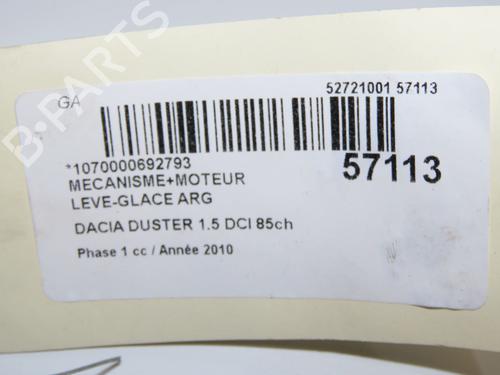 GA
52721001 57113
*1070000692793
57113
MECANISME+MOTEUR
LEVE-GLACE ARG
DACIA DUSTER 1.5 DCI 85ch
Phase 1 cc / Année 2010
B-PARTS